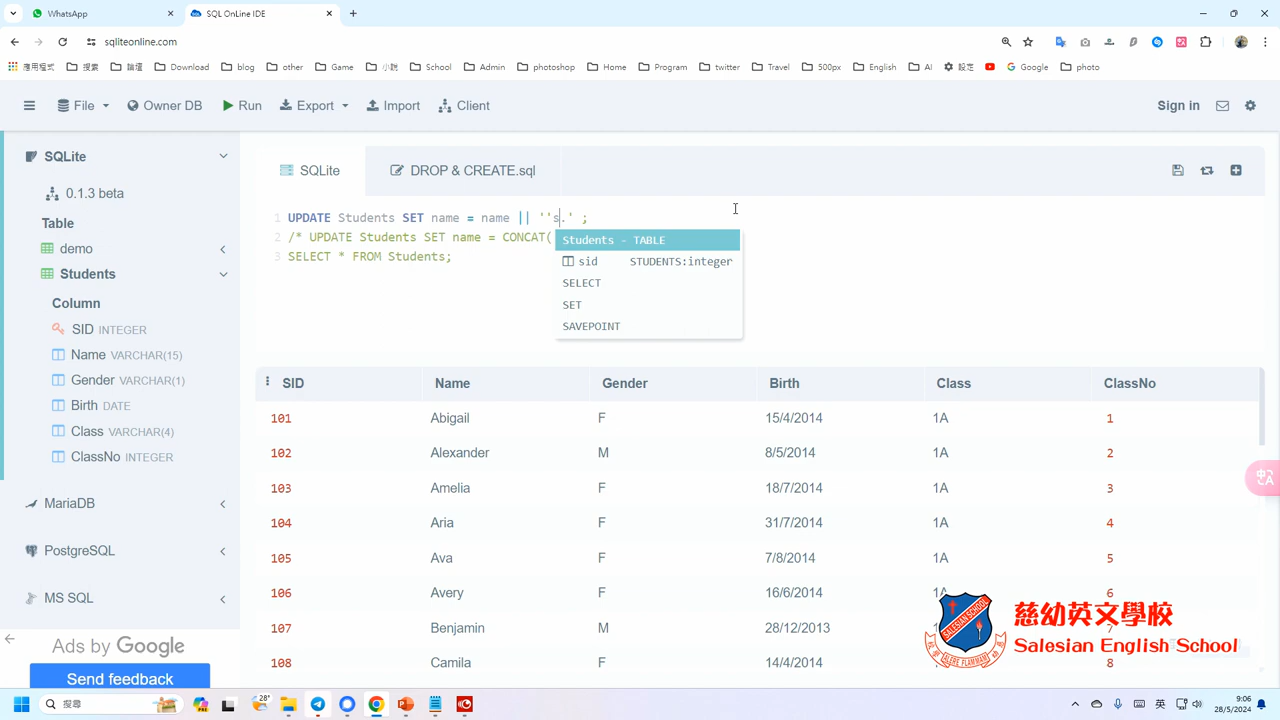 WhatsApp
SQL OnLine IDE
sqliteonline.com
應用程式 搜索 論壇 Download blog other Game 小說 School Admin photoshop Home Program twitter Travel 500px English AI 設定 Google photo
File Owner DB Run Export Import Client Sign in
SQLite
0.1.3 beta
Table
demo
Students
Column
SID INTEGER
Name VARCHAR(15)
Gender VARCHAR(1)
Birth DATE
Class VARCHAR(4)
ClassNo INTEGER
MariaDB
PostgreSQL
MS SQL
Ads by Google
Send feedback
SQLite DROP & CREATE.sql
1 UPDATE Students SET name = name || ''s.' ;
2 /* UPDATE Students SET name = CONCAT(
3 SELECT * FROM Students;
Students - TABLE
sid STUDENTS:integer
SELECT
SET
SAVEPOINT
SID Name Gender Birth Class ClassNo
101 Abigail F 15/4/2014 1A 1
102 Alexander M 8/5/2014 1A 2
103 Amelia F 18/7/2014 1A 3
104 Aria F 31/7/2014 1A 4
105 Ava F 7/8/2014 1A 5
106 Avery F 16/6/2014 1A 6
107 Benjamin M 28/12/2013 7
108 Camila F 14/4/2014 1A 8
慈幼英文學校
Salesian English School
28°
搜尋
英
9:06
28/5/2024